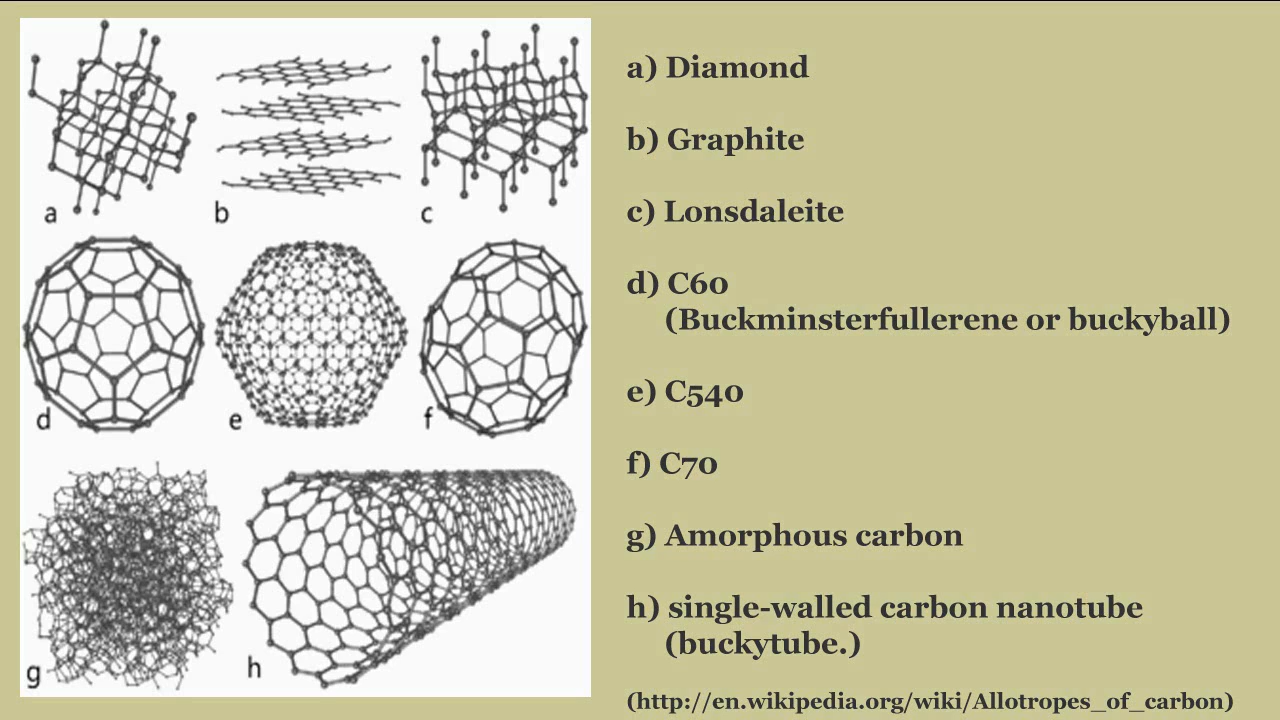 a
b
c
d
e
f
g
h
a) Diamond
b) Graphite
c) Lonsdaleite
d) C60
(Buckminsterfullerene or buckyball)
e) C540
f) C70
g) Amorphous carbon
h) single-walled carbon nanotube
(buckytube.)
(http://en.wikipedia.org/wiki/Allotropes_of_carbon)